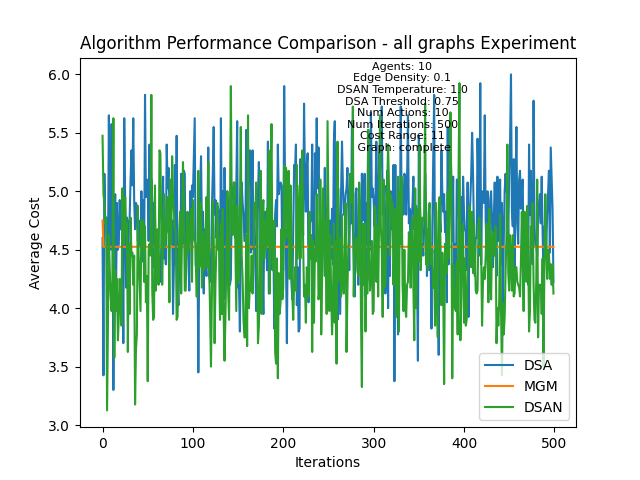 Algorithm Performance Comparison - all graphs Experiment
Agents: 10
Edge Density: 0.1
DSAN Temperature: 1.0
DSA Threshold: 0.75
Num Actions: 10
Num Iterations: 500
Cost Range: 11
Graph: complete
6.0
5.5
5.0
4.5
4.0
3.5
3.0
Average Cost
0
100
200
300
400
500
Iterations
DSA
MGM
DSAN